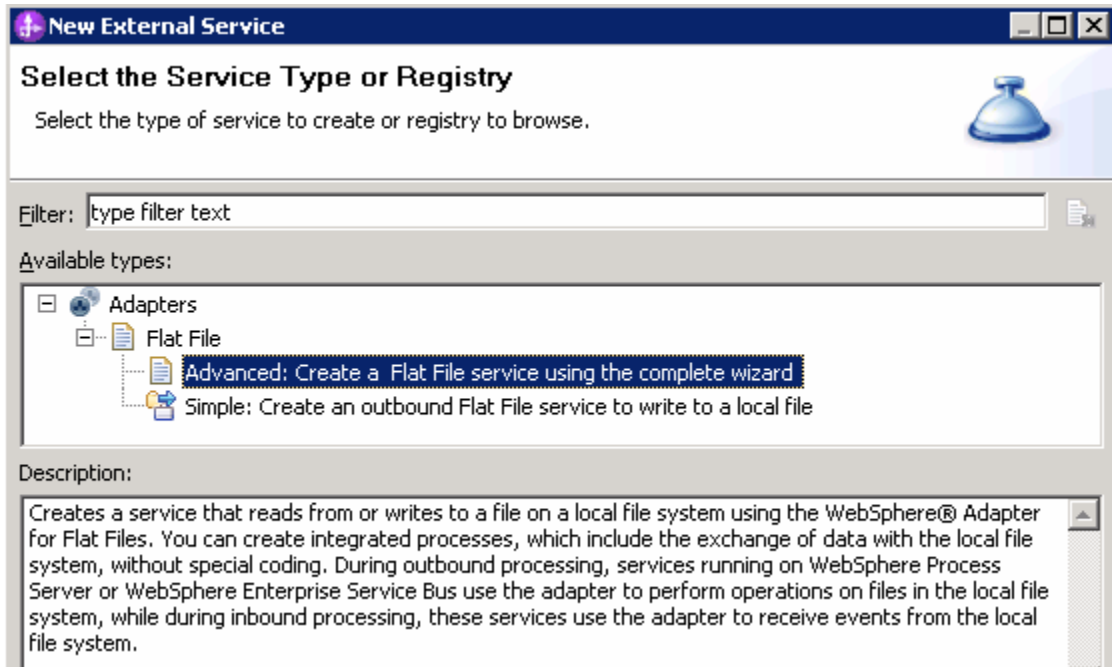 New External Service
Select the Service Type or Registry
Select the type of service to create or registry to browse.
Filter: type filter text
Available types:
Adapters
Flat File
Advanced: Create a  Flat File service using the complete wizard
Simple: Create an outbound Flat File service to write to a local file
Description:
Creates a service that reads from or writes to a file on a local file system using the WebSphere® Adapter
for Flat Files. You can create integrated processes, which include the exchange of data with the local file
system, without special coding. During outbound processing, services running on WebSphere Process
Server or WebSphere Enterprise Service Bus use the adapter to perform operations on files in the local file
system, while during inbound processing, these services use the adapter to receive events from the local
file system.